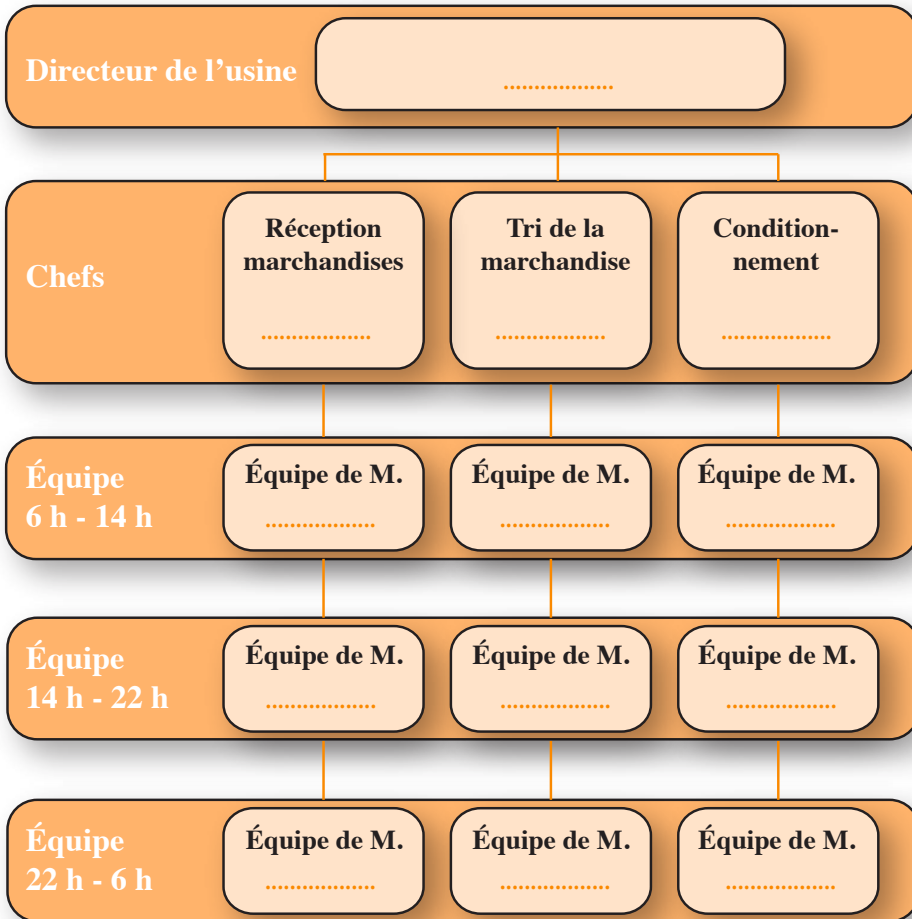 Directeur de l'usine
..................
Chefs
Réception
marchandises
..................
Tri de la
marchandise
..................
Condition-
nement
..................
Équipe
6 h - 14 h
Équipe de M.
..................
Équipe de M.
..................
Équipe de M.
..................
Équipe
14 h - 22 h
Équipe de M.
..................
Équipe de M.
..................
Équipe de M.
..................
Équipe
22 h - 6 h
Équipe de M.
..................
Équipe de M.
..................
Équipe de M.
..................